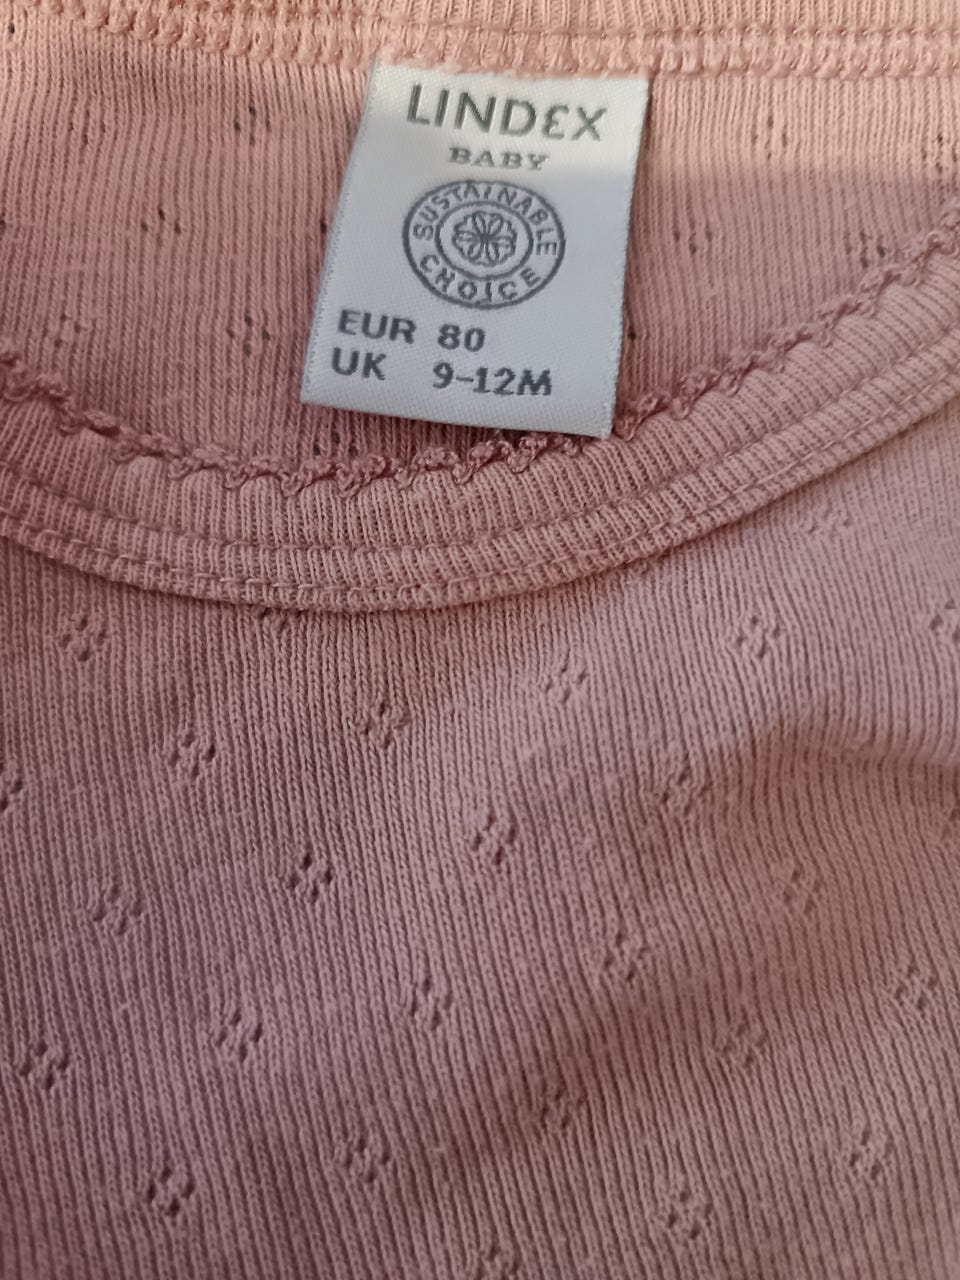 LINDEX
BABY
SUSTAINABLE
CHOICE
EUR 80
UK 9-12M